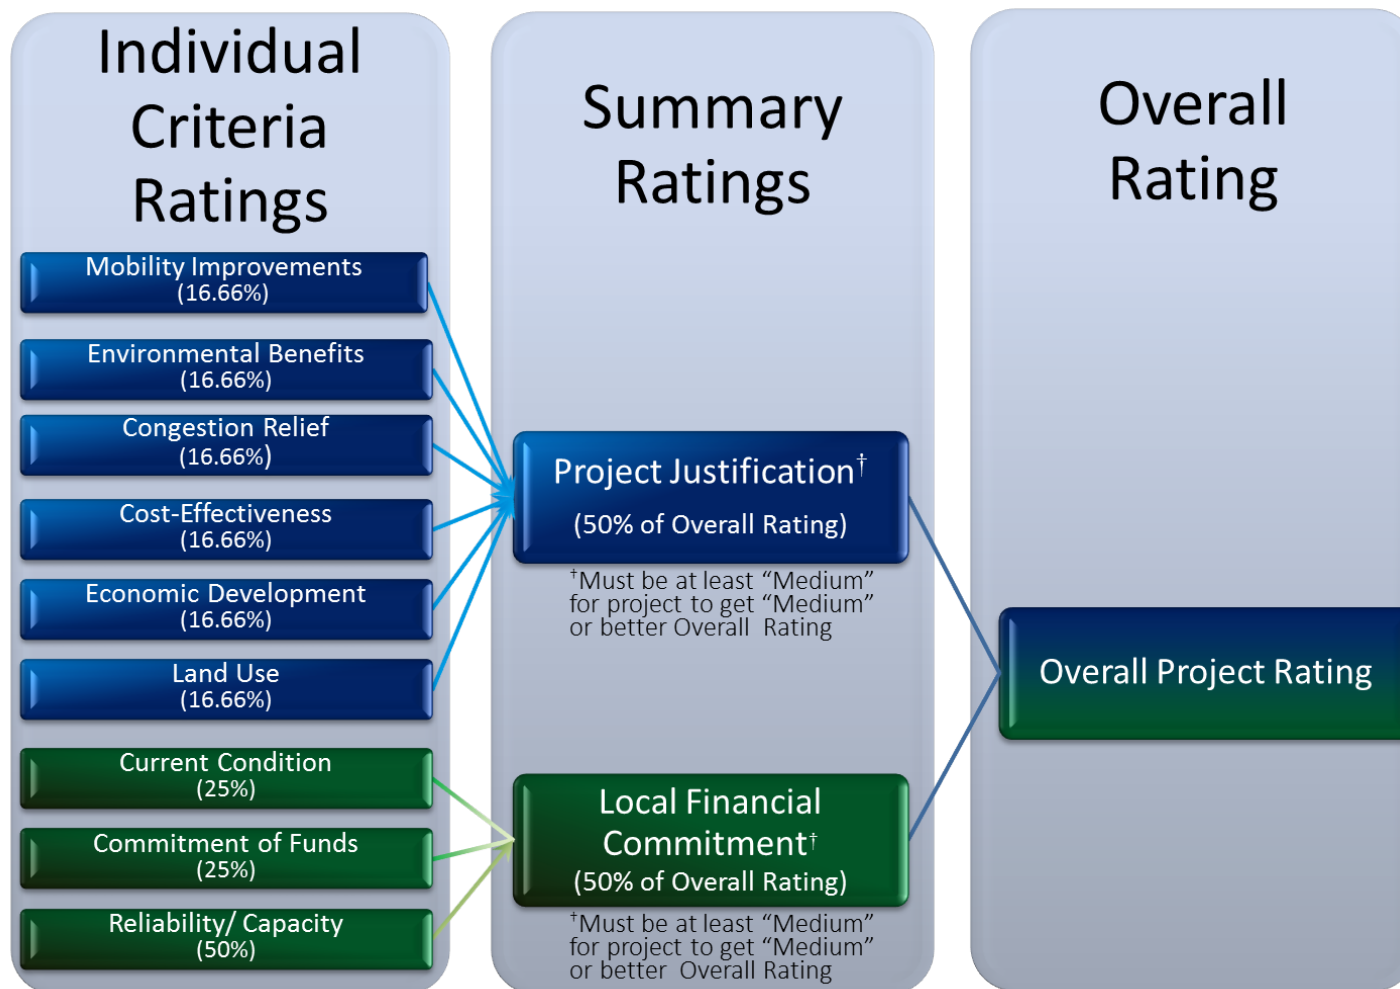 Individual
Criteria
Ratings
Mobility Improvements
(16.66%)
Environmental Benefits
(16.66%)
Congestion Relief
(16.66%)
Cost-Effectiveness
(16.66%)
Economic Development
(16.66%)
Land Use
(16.66%)
Current Condition
(25%)
Commitment of Funds
(25%)
Reliability/ Capacity
(50%)
Summary
Ratings
Project Justification†
(50% of Overall Rating)
†Must be at least “Medium”
for project to get “Medium”
or better Overall Rating
Local Financial
Commitment†
(50% of Overall Rating)
†Must be at least “Medium”
for project to get “Medium”
or better Overall Rating
Overall
Rating
Overall Project Rating